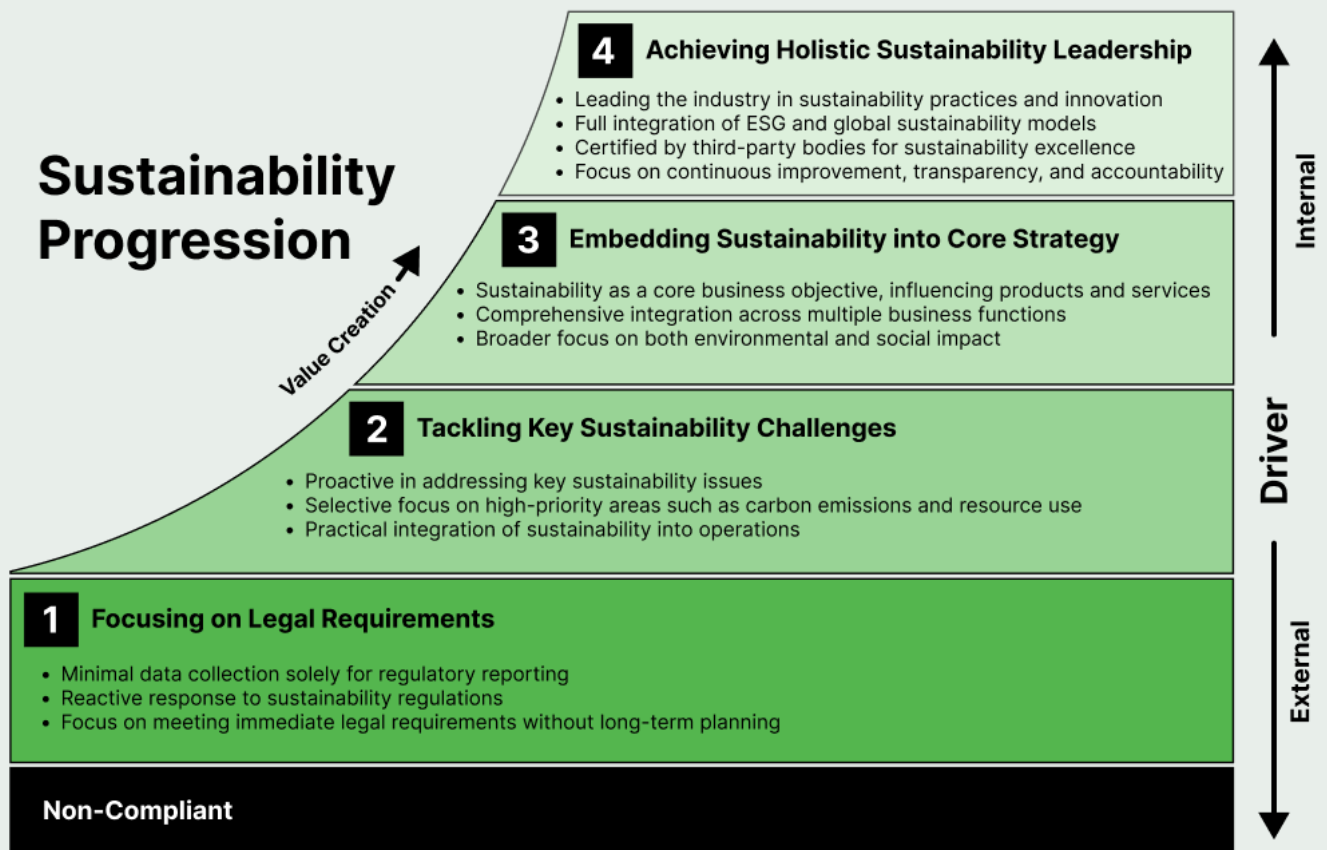 Sustainability
Progression
Value Creation
4 Achieving Holistic Sustainability Leadership
• Leading the industry in sustainability practices and innovation
• Full integration of ESG and global sustainability models
• Certified by third-party bodies for sustainability excellence
• Focus on continuous improvement, transparency, and accountability
3 Embedding Sustainability into Core Strategy
• Sustainability as a core business objective, influencing products and services
• Comprehensive integration across multiple business functions
• Broader focus on both environmental and social impact
2 Tackling Key Sustainability Challenges
• Proactive in addressing key sustainability issues
• Selective focus on high-priority areas such as carbon emissions and resource use
• Practical integration of sustainability into operations
1 Focusing on Legal Requirements
• Minimal data collection solely for regulatory reporting
• Reactive response to sustainability regulations
• Focus on meeting immediate legal requirements without long-term planning
Non-Compliant
Internal
Driver
External